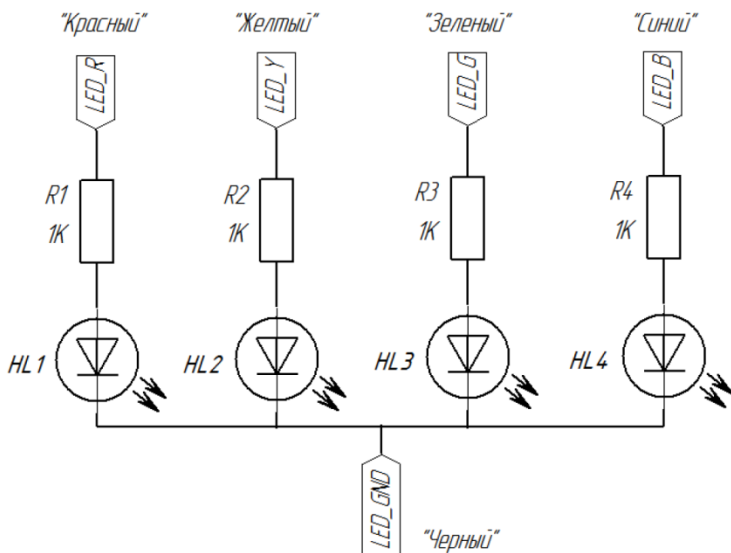 "Красный" "Желтый" "Зеленый" "Синий"
LED_R LED_Y LED_G LED_B
R1 R2 R3 R4
1K 1K 1K 1K
HL1 HL2 HL3 HL4
LED_GND
"Черный"